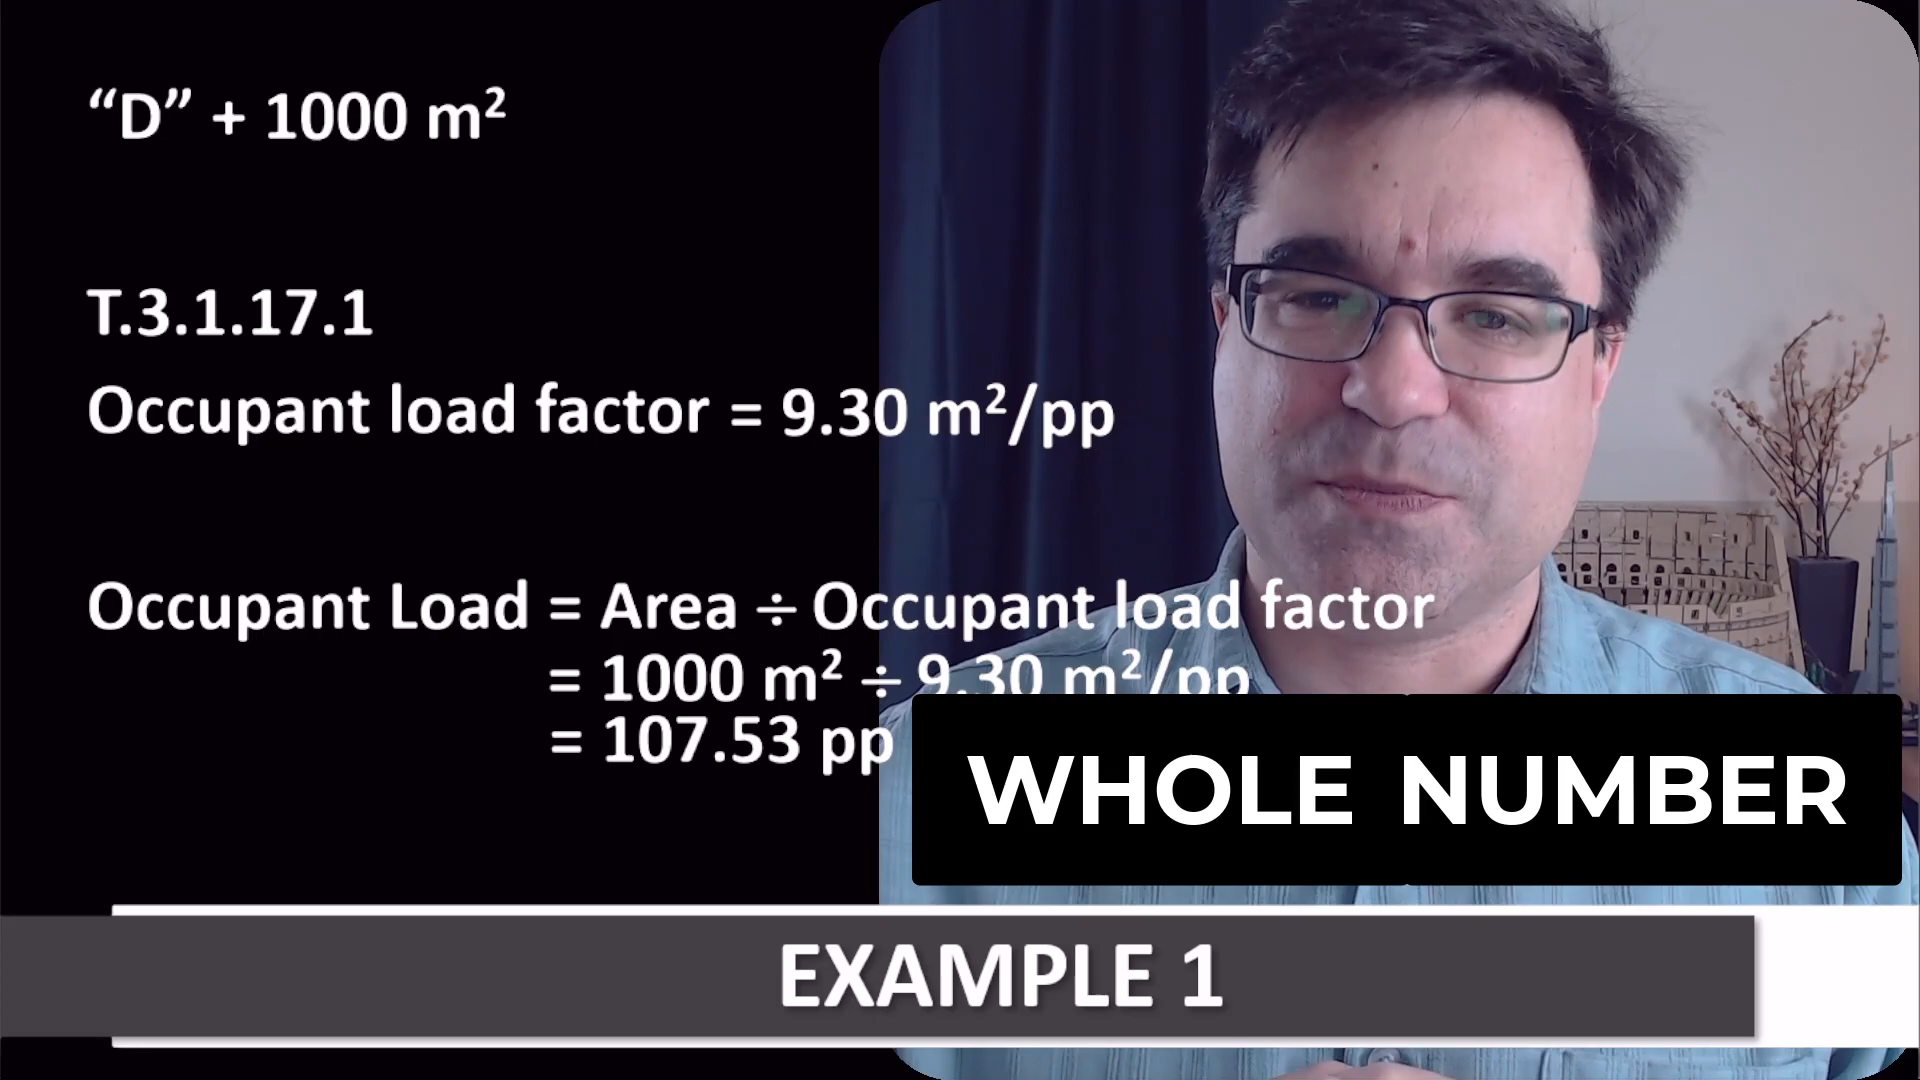 “D” + 1000 m²
T.3.1.17.1
Occupant load factor = 9.30 m²/pp
Occupant Load = Area ÷ Occupant load factor
= 1000 m² ÷ 9.30 m²/pp
= 107.53 pp
WHOLE NUMBER
EXAMPLE 1